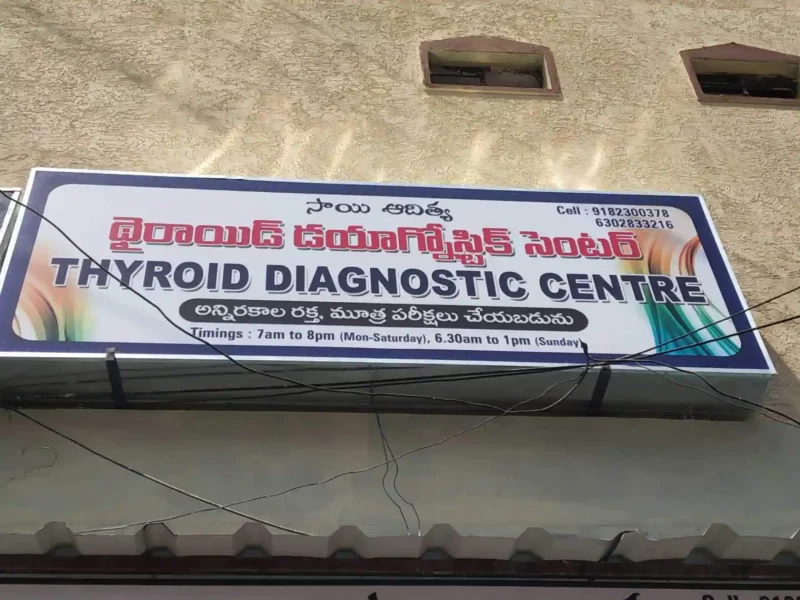 సాయి ఆదిత్య
Cell : 9182300378
6302833216
థైరాయిడ్ డయాగ్నోస్టిక్ సెంటర్
THYROID DIAGNOSTIC CENTRE
అన్నిరకాల రక్త, మూత్ర పరీక్షలు చేయబడును
Timings : 7am to 8pm (Mon-Saturday), 6.30am to 1pm (Sunday)